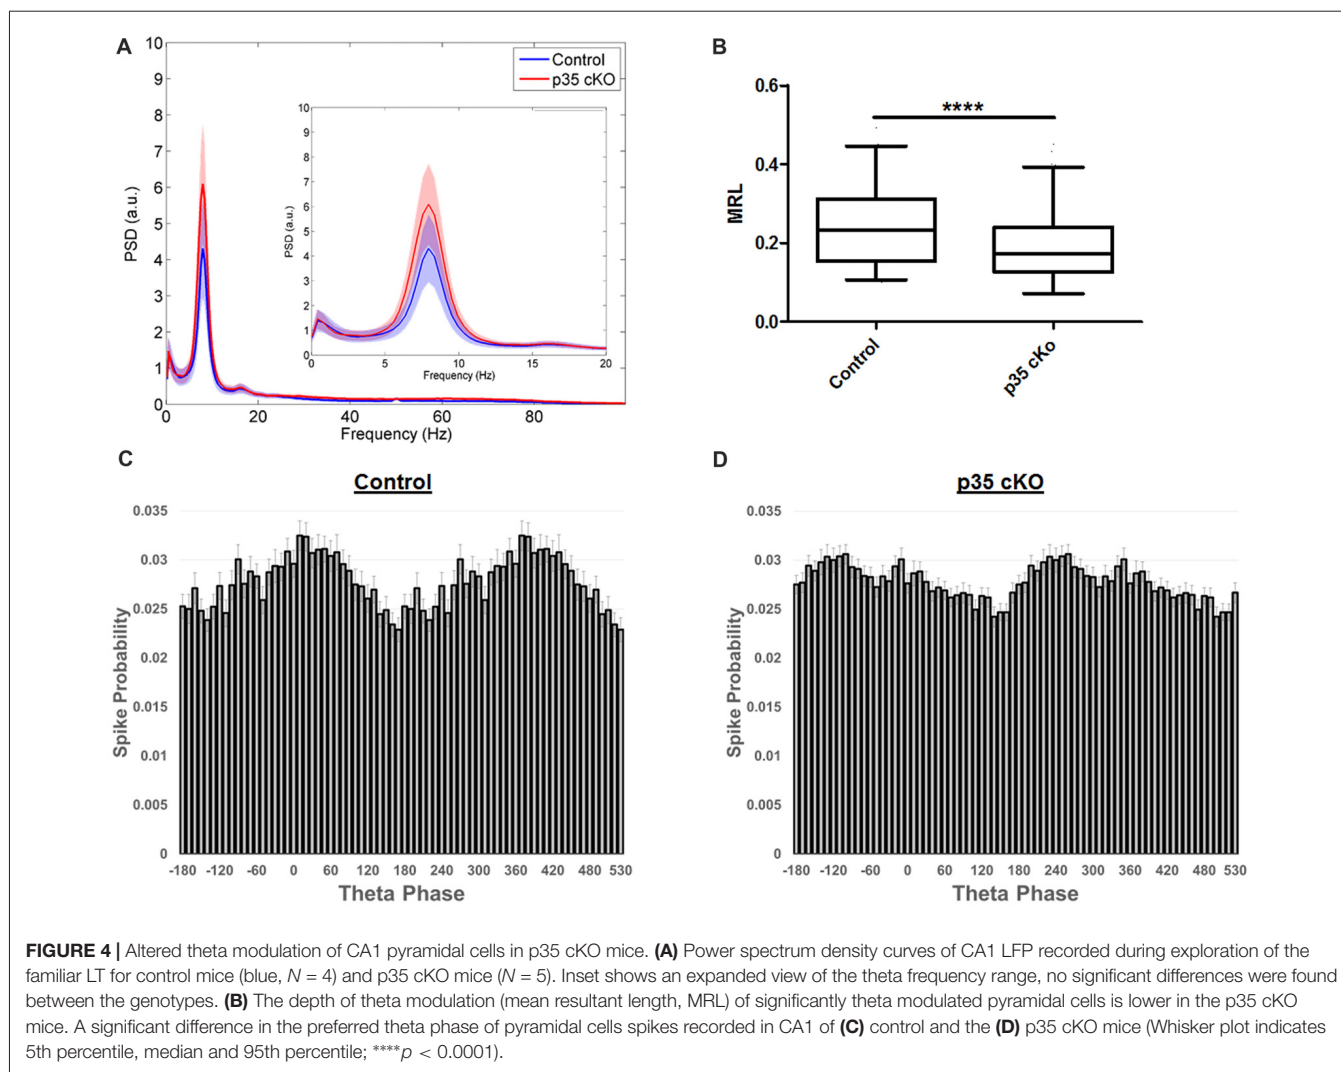 A
10
9
8
7
6
5
4
3
2
1
0
PSD (a.u.)
0 20 40 60 80
Frequency (Hz)
Control
p35 cKO
10
9
8
7
6
5
4
3
2
1
0
PSD (a.u.)
0 5 10 15 20
Frequency (Hz)
B
0.6
0.4
0.2
0.0
MRL
****
Control
p35 cKo
C
Control
0.035
0.03
0.025
0.02
0.015
0.01
0.005
0
Spike Probability
-180 -120 -60 0 60 120 180 240 300 360 420 480 530
Theta Phase
D
p35 cKO
0.035
0.03
0.025
0.02
0.015
0.01
0.005
0
Spike Probability
-180 -120 -60 0 60 120 180 240 300 360 420 480 530
Theta Phase
FIGURE 4 | Altered theta modulation of CA1 pyramidal cells in p35 cKO mice. (A) Power spectrum density curves of CA1 LFP recorded during exploration of the
familiar LT for control mice (blue, N = 4) and p35 cKO mice (N = 5). Inset shows an expanded view of the theta frequency range, no significant differences were found
between the genotypes. (B) The depth of theta modulation (mean resultant length, MRL) of significantly theta modulated pyramidal cells is lower in the p35 cKO
mice. A significant difference in the preferred theta phase of pyramidal cells spikes recorded in CA1 of (C) control and the (D) p35 cKO mice (Whisker plot indicates
5th percentile, median and 95th percentile; ****p < 0.0001).